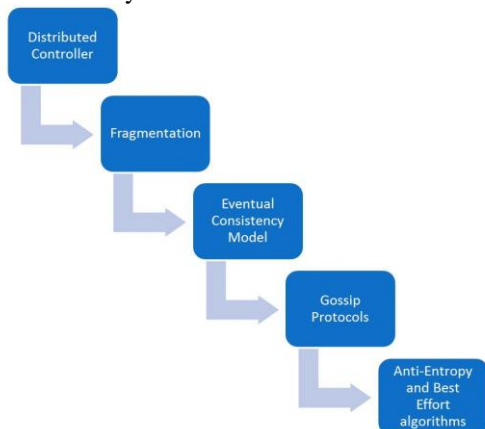 Distributed
Controller
Fragmentation
Eventual
Consistency
Model
Gossip
Protocols
Anti-Entropy
and Best
Effort
algorithms